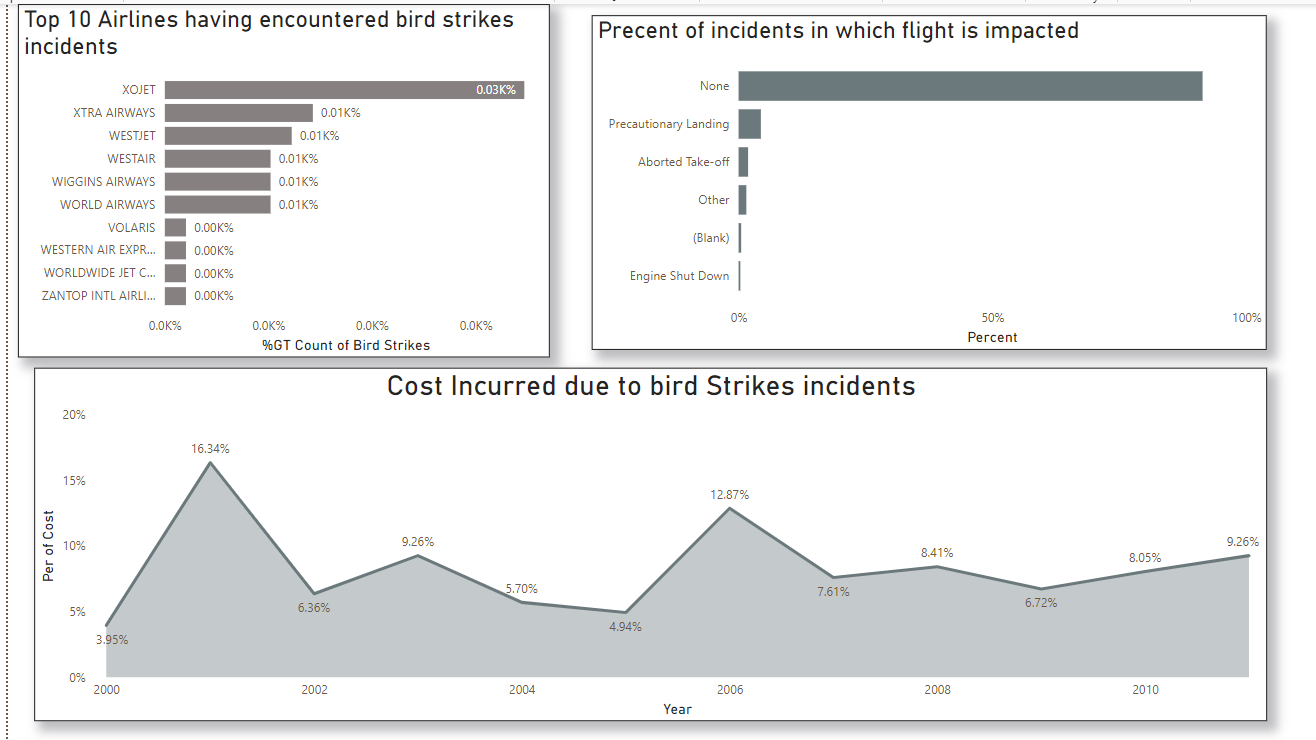 Top 10 Airlines having encountered bird strikes
incidents
XOJET
0.03K%
XTRA AIRWAYS
0.01K%
WESTJET
0.01K%
WESTAIR
0.01K%
WIGGINS AIRWAYS
0.01K%
WORLD AIRWAYS
0.01K%
VOLARIS
0.00K%
WESTERN AIR EXPR...
0.00K%
WORLDWIDE JET C...
0.00K%
ZANTOP INTL AIRLI...
0.00K%
0.0K% 0.0K% 0.0K% 0.0K%
%GT Count of Bird Strikes
Precent of incidents in which flight is impacted
None
Precautionary Landing
Aborted Take-off
Other
(Blank)
Engine Shut Down
0% 50% 100%
Percent
Cost Incurred due to bird Strikes incidents
Per of Cost
20%
15%
10%
5%
0%
3.95%
16.34%
6.36%
9.26%
5.70%
4.94%
12.87%
7.61%
8.41%
6.72%
8.05%
9.26%
2000 2002 2004 2006 2008 2010
Year